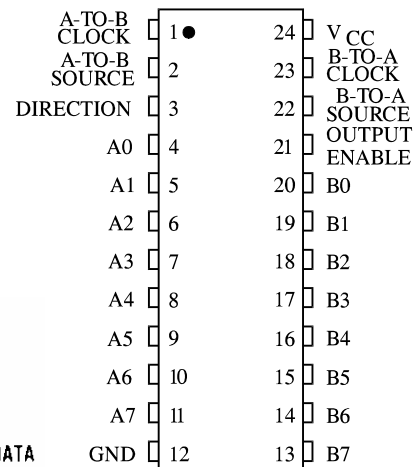 A-TO-B
CLOCK 1 24 V CC
A-TO-B
SOURCE 2 23 B-TO-A
CLOCK
DIRECTION 3 22 B-TO-A
SOURCE
A0 4 21 OUTPUT
ENABLE
A1 5 20 B0
A2 6 19 B1
A3 7 18 B2
A4 8 17 B3
A5 9 16 B4
A6 10 15 B5
A7 11 14 B6
GND 12 13 B7